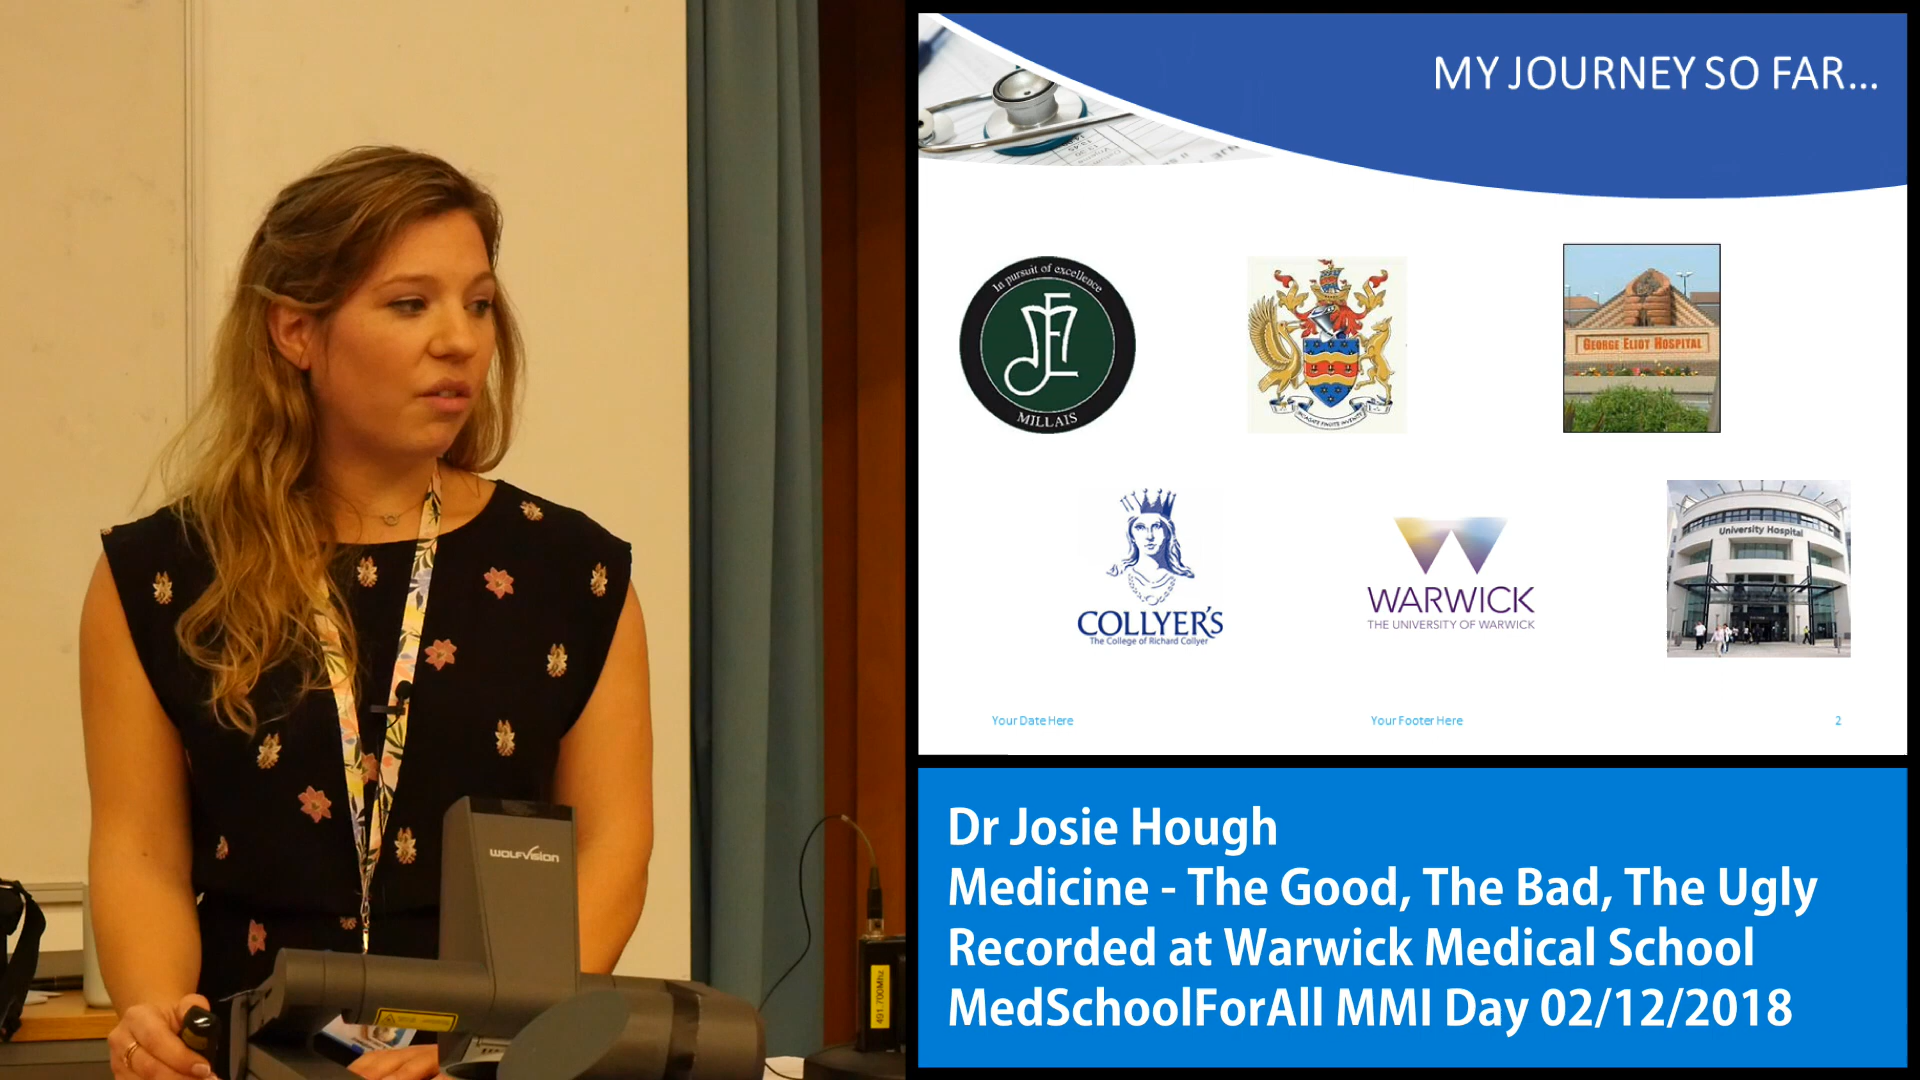 MY JOURNEY SO FAR...
In pursuit of excellence
MILLAIS
GEORGE ELIOT HOSPITAL
University Hospital
COLLYER'S
The College of Richard Collyer
WARWICK
THE UNIVERSITY OF WARWICK
Your Date Here
Your Footer Here
2
wolfvision
491.700Mhz
Dr Josie Hough
Medicine - The Good, The Bad, The Ugly
Recorded at Warwick Medical School
MedSchoolForAll MMI Day 02/12/2018